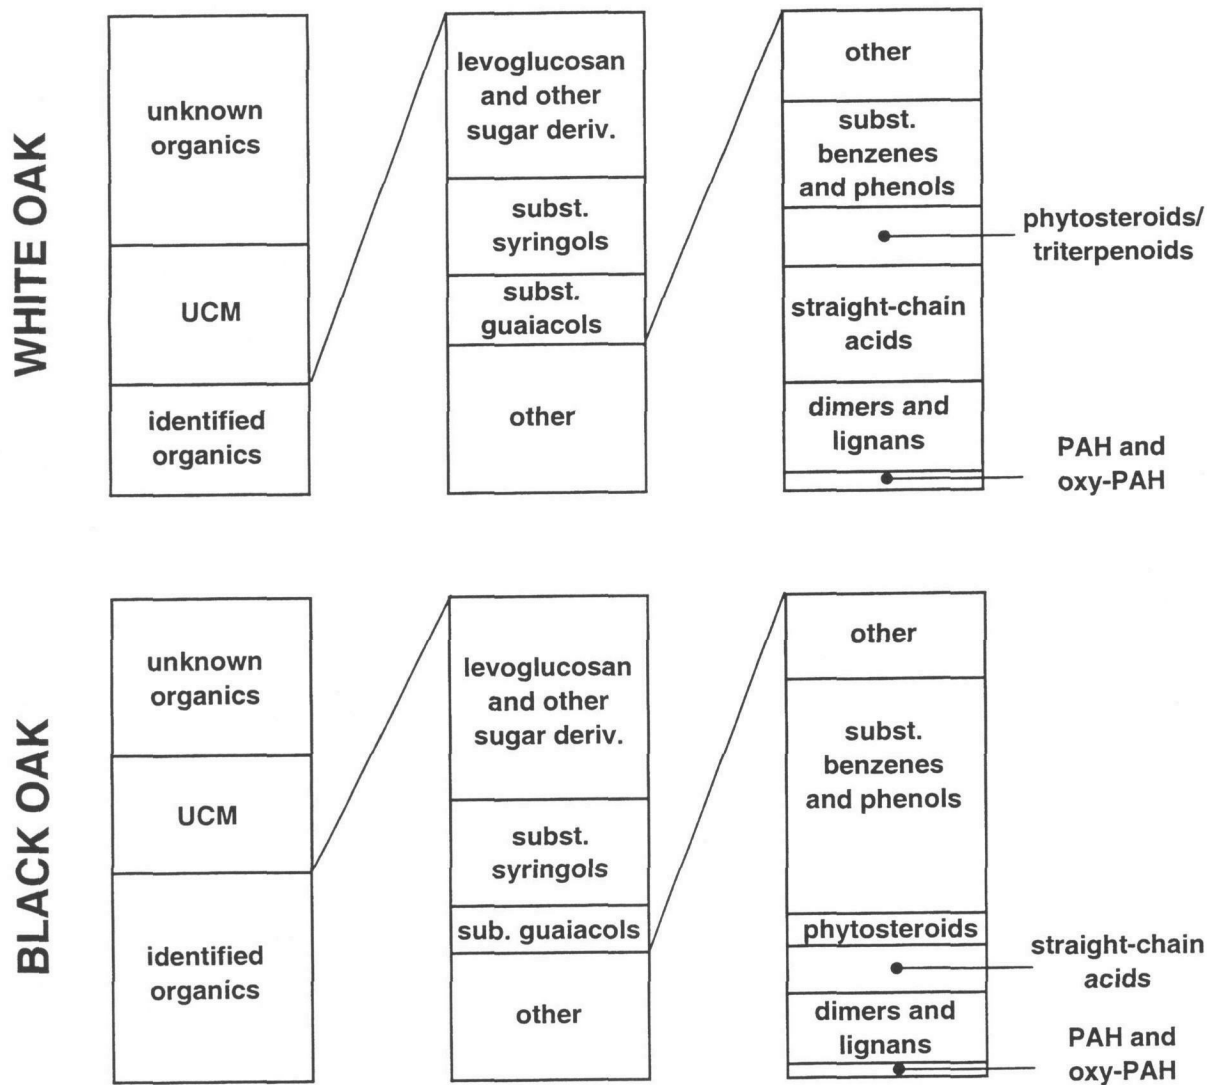 WHITE OAK
unknown
organics
UCM
identified
organics
levoglucosan
and other
sugar deriv.
subst.
syringols
subst.
guaiacols
other
other
subst.
benzenes
and phenols
phytosteroids/
triterpenoids
straight-chain
acids
dimers and
lignans
PAH and
oxy-PAH
BLACK OAK
unknown
organics
UCM
identified
organics
levoglucosan
and other
sugar deriv.
subst.
syringols
sub. guaiacols
other
other
subst.
benzenes
and phenols
phytosteroids
straight-chain
acids
dimers and
lignans
PAH and
oxy-PAH